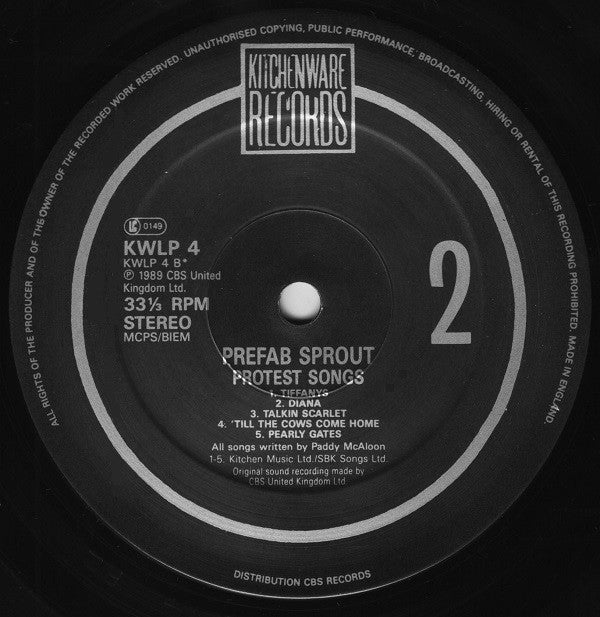 ALL RIGHTS OF THE PRODUCER AND OF THE OWNER OF THE RECORDED WORK RESERVED. UNAUTHORISED COPYING, PUBLIC PERFORMANCE, BROADCASTING, HIRING OR RENTAL OF THIS RECORDING PROHIBITED. MADE IN ENGLAND.
KITCHENWARE
RECORDS
LC 0149
KWLP 4
KWLP 4 B*
℗ 1989 CBS United
Kingdom Ltd.
33⅓ RPM
STEREO
MCPS/BIEM
2
PREFAB SPROUT
PROTEST SONGS
1. TIFFANYS
2. DIANA
3. TALKIN SCARLET
4. 'TILL THE COWS COME HOME
5. PEARLY GATES
All songs written by Paddy McAloon
1-5. Kitchen Music Ltd./SBK Songs Ltd.
Original sound recording made by
CBS United Kingdom Ltd.
DISTRIBUTION CBS RECORDS